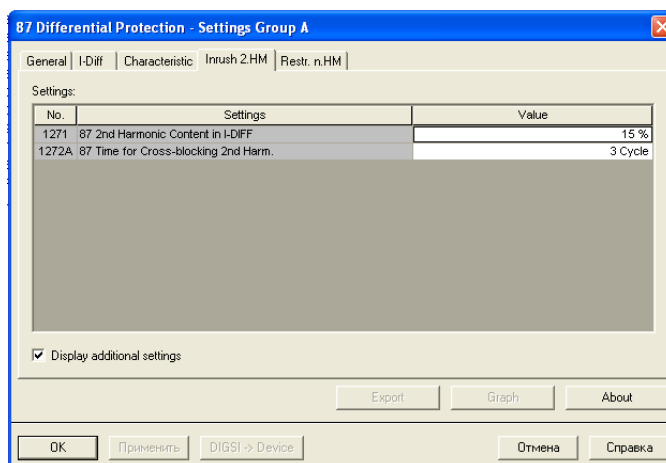 87 Differential Protection - Settings Group A
General I-Diff Characteristic Inrush 2.HM Restr. n.HM
Settings:
No. Settings Value
1271 87 2nd Harmonic Content in I-DIFF 15 %
1272A 87 Time for Cross-blocking 2nd Harm. 3 Cycle
Display additional settings
Export Graph About
OK Применить DIGSI -> Device Отмена Справка